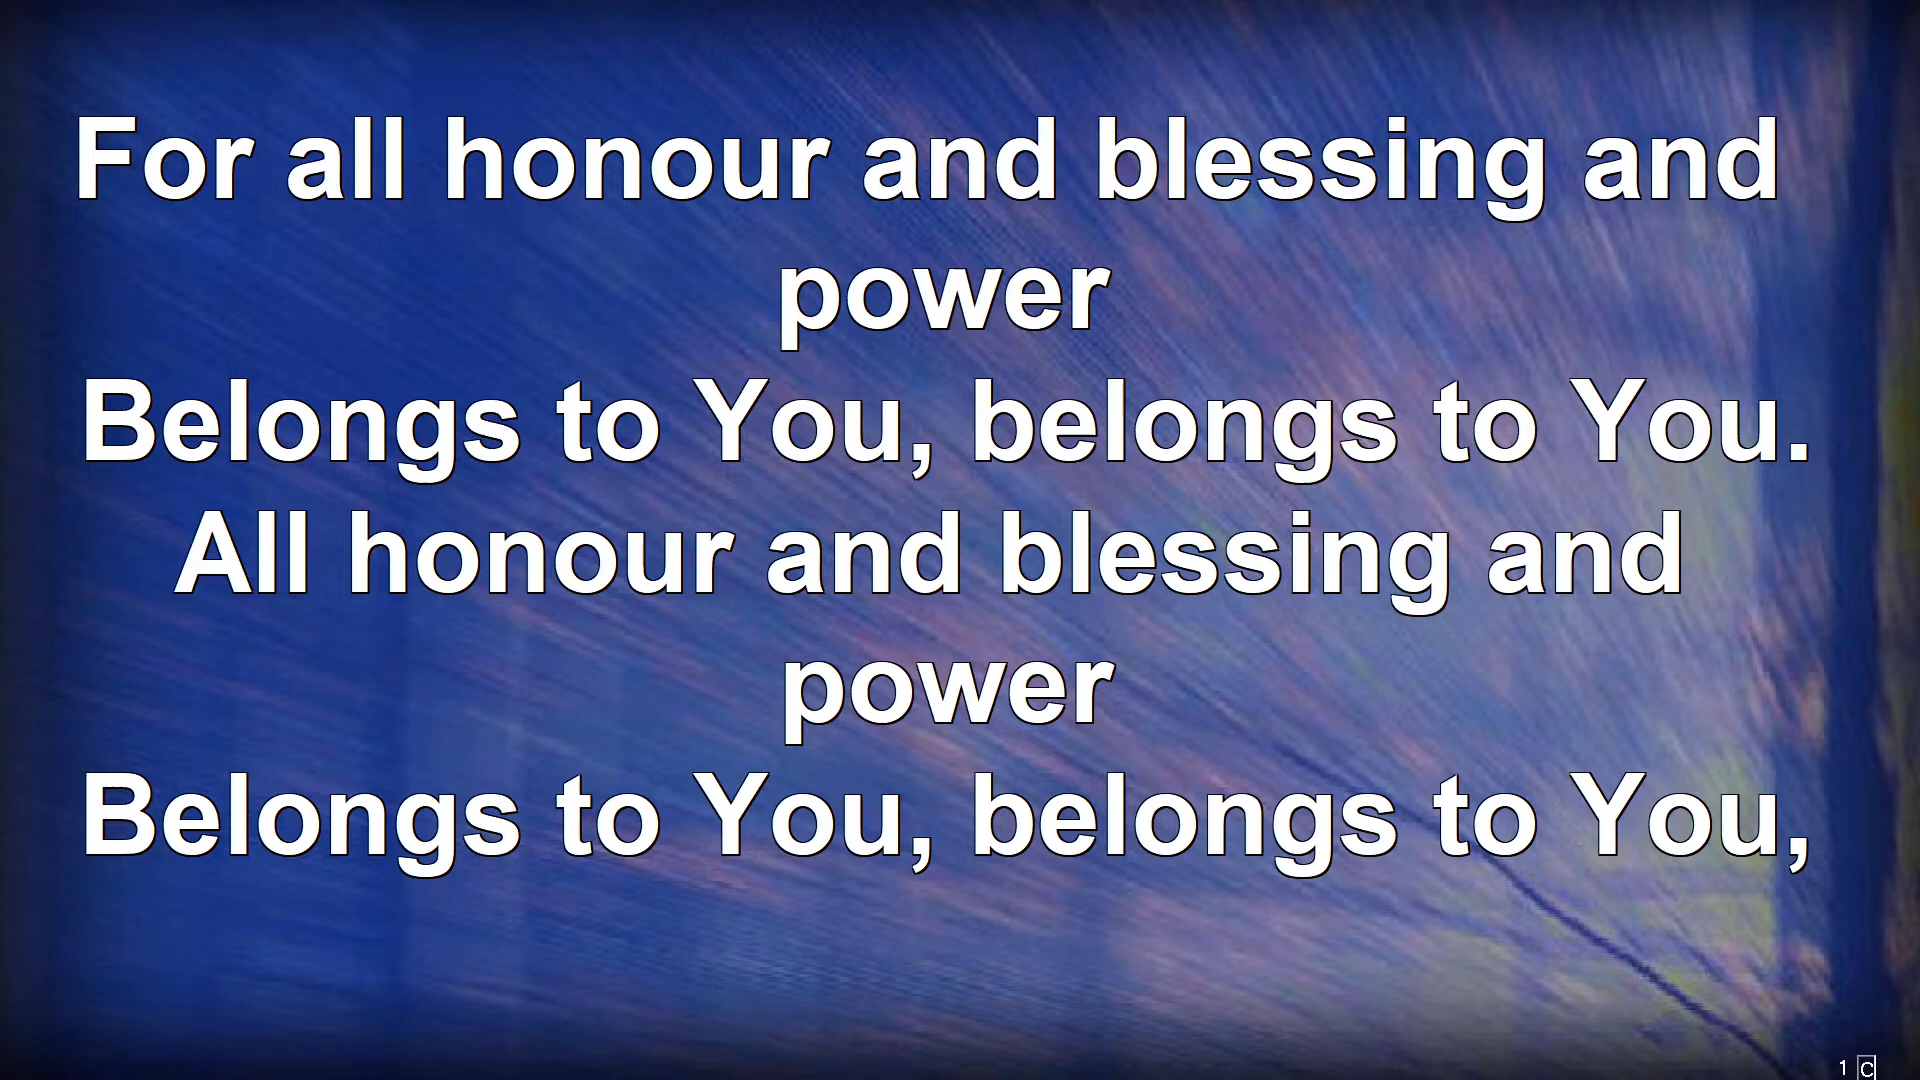 For all honour and blessing and
power
Belongs to You, belongs to You.
All honour and blessing and
power
Belongs to You, belongs to You,
1 C